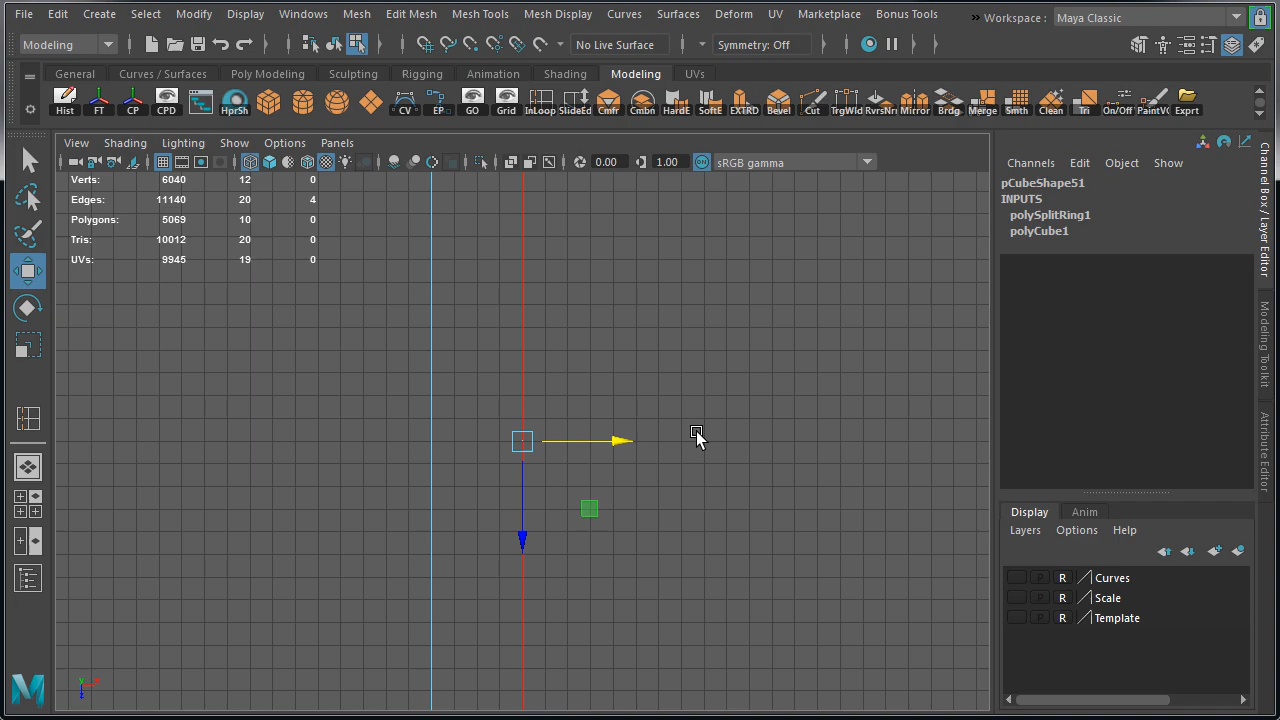 File Edit Create Select Modify Display Windows Mesh Edit Mesh Mesh Tools Mesh Display Curves Surfaces Deform UV Marketplace Bonus Tools » Workspace : Maya Classic
Modeling No Live Surface Symmetry: Off
General Curves / Surfaces Poly Modeling Sculpting Rigging Animation Shading Modeling UVs
Hist FT CP CPD HprSh CV EP GO Grid InLoop SlideEd Cmfr Cmbn HardE SoftE EXTRD Bevel Cut TrgWld RvrsNr Mirror Brdg Merge Smth Clean Tri On/Off PaintVC Exprt
View Shading Lighting Show Options Panels
0.00 1.00 ON sRGB gamma
Verts: 6040 12 0
Edges: 11140 20 4
Polygons: 5069 10 0
Tris: 10012 20 0
UVs: 9945 19 0
Channels Edit Object Show
pCubeShape51
INPUTS
polySplitRing1
polyCube1
Display Anim
Layers Options Help
P R Curves
P R Scale
P R Template
Channel Box / Layer Editor
Modeling Toolkit
Attribute Editor